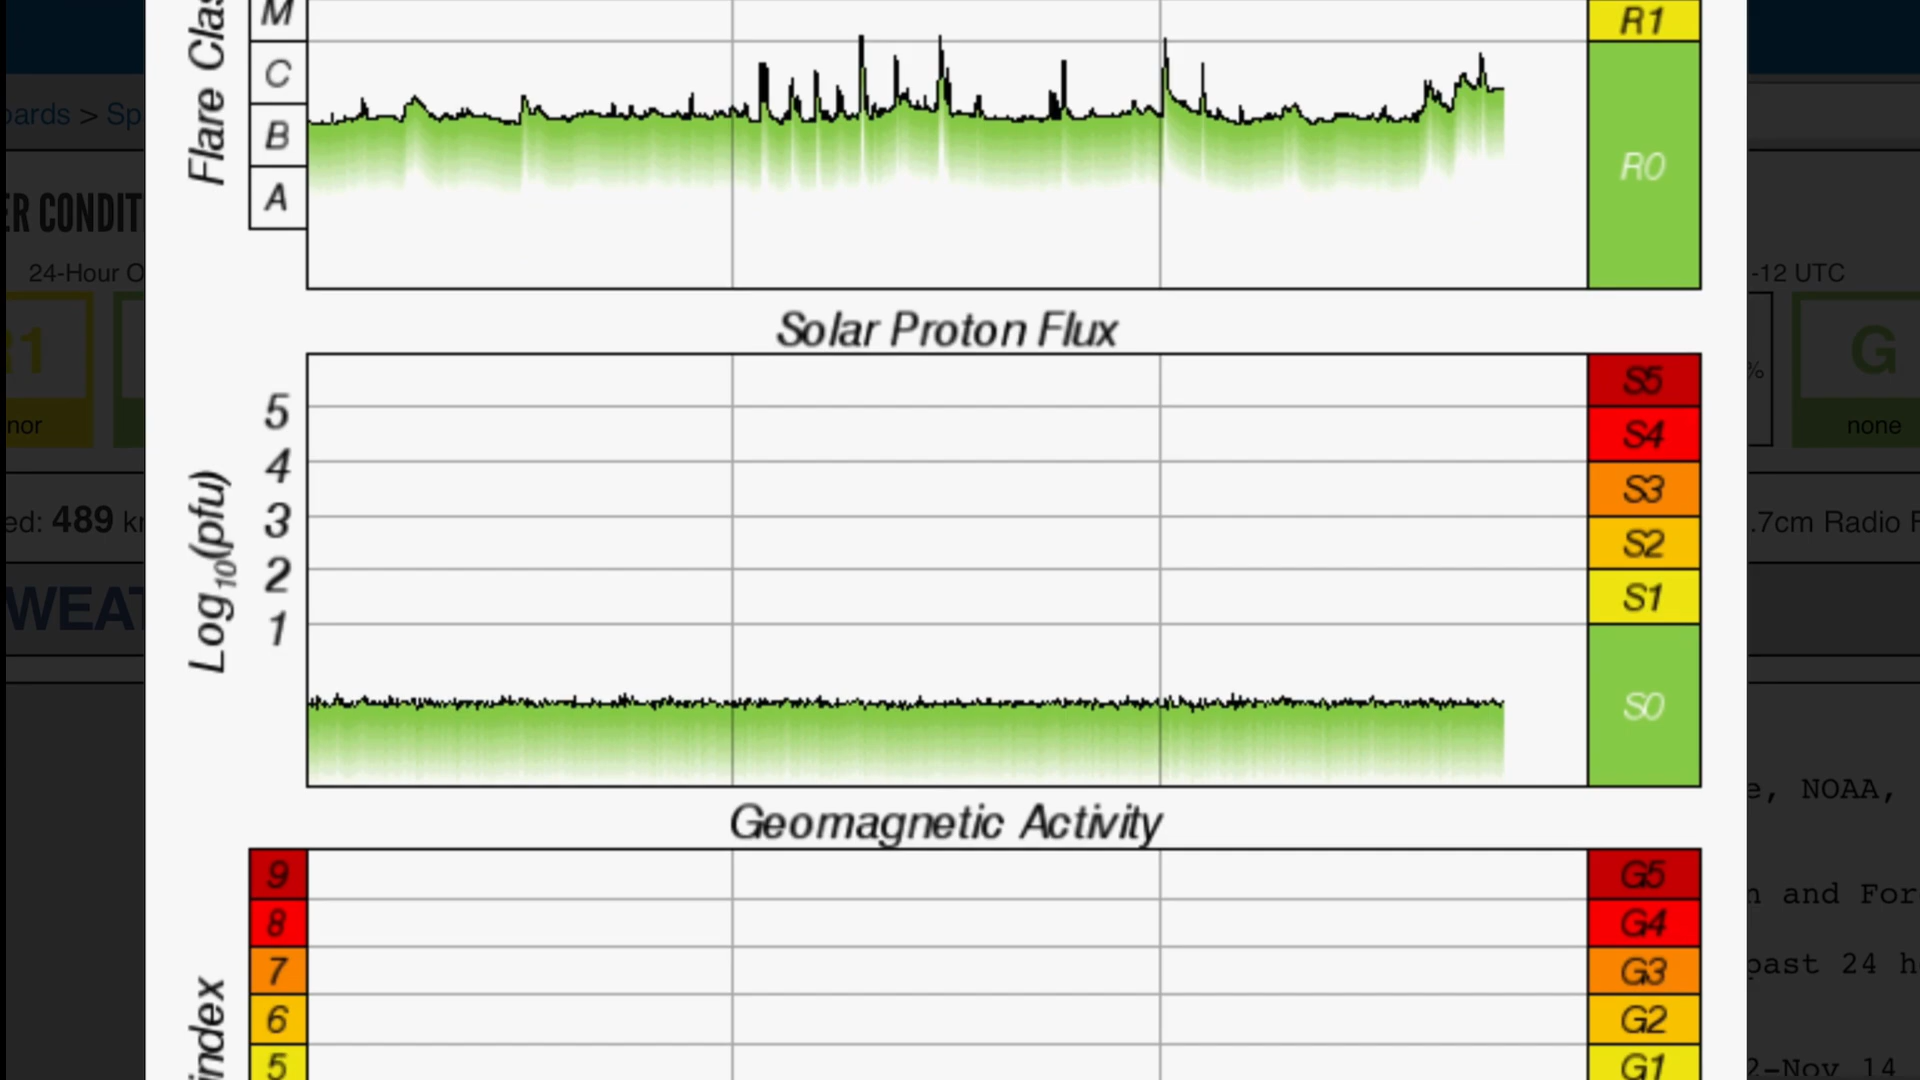 M
R1
Flare Clas
C
B
R0
A
oards > Sp
ER CONDIT
24-Hour O
-12 UTC
R1
G
%
nor
none
Solar Proton Flux
S5
5
S4
4
S3
3
S2
2
S1
1
Log10(pfu)
S0
ed: 489 k
.7cm Radio F
WEAT
e, NOAA,
Geomagnetic Activity
9
G5
n and For
8
G4
past 24 h
7
G3
6
G2
index
5
G1
2-Nov 14